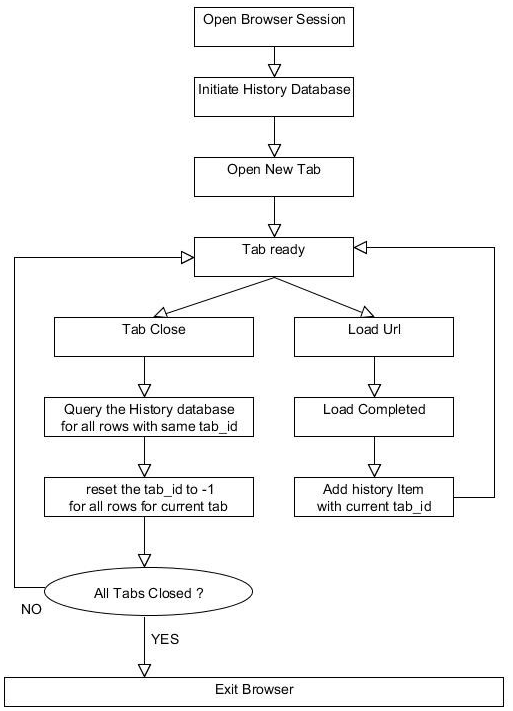 Open Browser Session
Initiate History Database
Open New Tab
Tab ready
Tab Close
Load Url
Query the History database
for all rows with same tab_id
Load Completed
reset the tab_id to -1
for all rows for current tab
Add history Item
with current tab_id
All Tabs Closed ?
NO
YES
Exit Browser